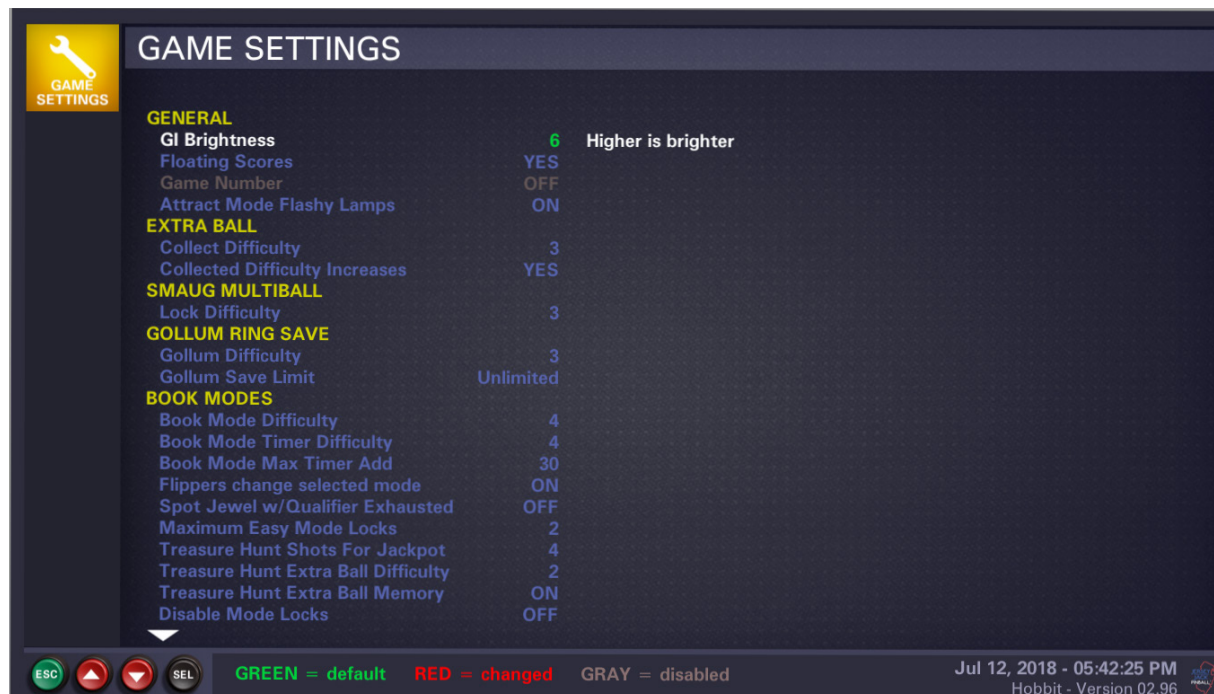 GAME SETTINGS
GAME
SETTINGS
GENERAL
GI Brightness 6 Higher is brighter
Floating Scores YES
Game Number OFF
Attract Mode Flashy Lamps ON
EXTRA BALL
Collect Difficulty 3
Collected Difficulty Increases YES
SMAUG MULTIBALL
Lock Difficulty 3
GOLLUM RING SAVE
Gollum Difficulty 3
Gollum Save Limit Unlimited
BOOK MODES
Book Mode Difficulty 4
Book Mode Timer Difficulty 4
Book Mode Max Timer Add 30
Flippers change selected mode ON
Spot Jewel w/Qualifier Exhausted OFF
Maximum Easy Mode Locks 2
Treasure Hunt Shots For Jackpot 4
Treasure Hunt Extra Ball Difficulty 2
Treasure Hunt Extra Ball Memory ON
Disable Mode Locks OFF
ESC SEL GREEN = default RED = changed GRAY = disabled Jul 12, 2018 - 05:42:25 PM
Hobbit - Version 02.96